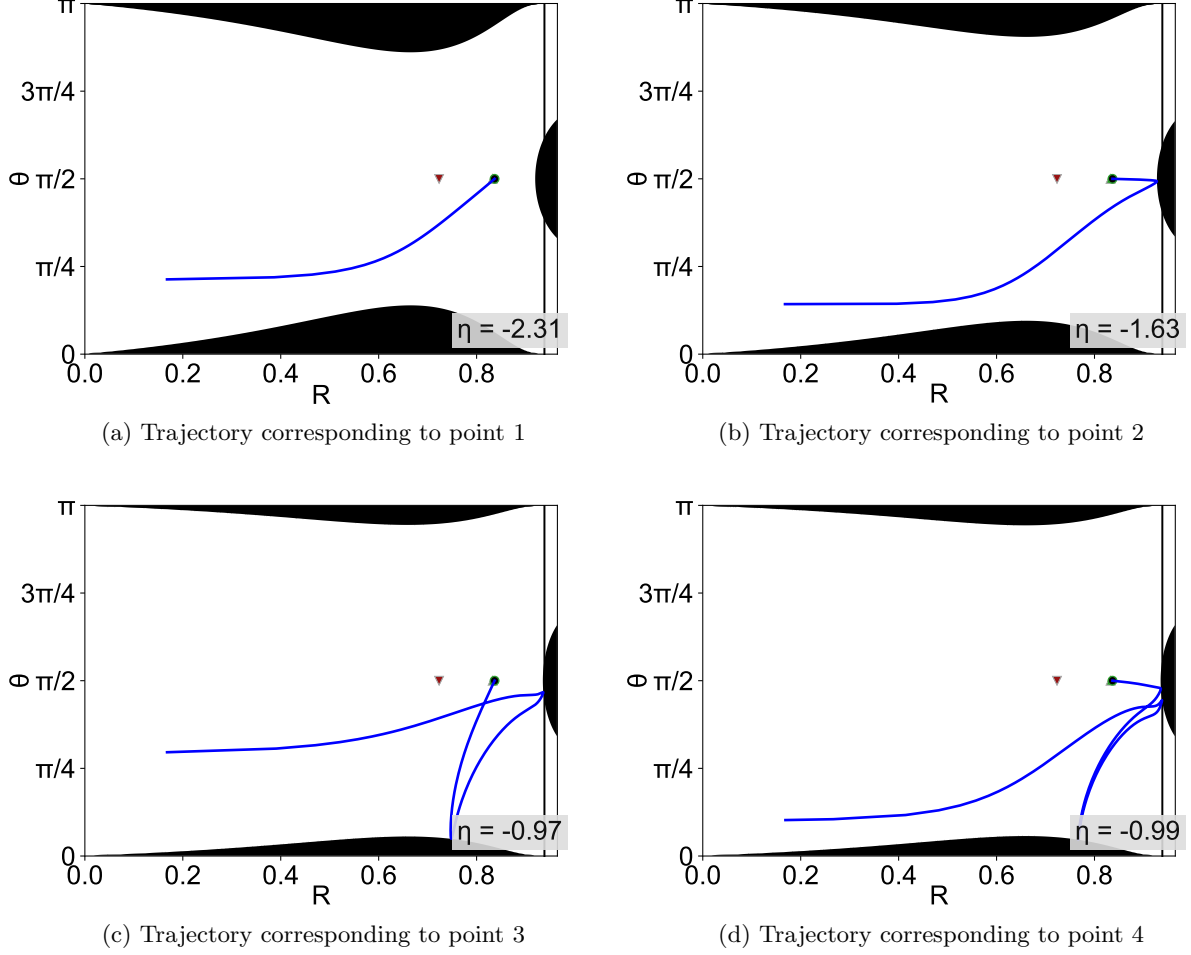 π
3π/4
θ π/2
π/4
0
0.0 0.2 0.4 0.6 0.8
R
η = -2.31
(a) Trajectory corresponding to point 1
π
3π/4
θ π/2
π/4
0
0.0 0.2 0.4 0.6 0.8
R
η = -1.63
(b) Trajectory corresponding to point 2
π
3π/4
θ π/2
π/4
0
0.0 0.2 0.4 0.6 0.8
R
η = -0.97
(c) Trajectory corresponding to point 3
π
3π/4
θ π/2
π/4
0
0.0 0.2 0.4 0.6 0.8
R
η = -0.99
(d) Trajectory corresponding to point 4